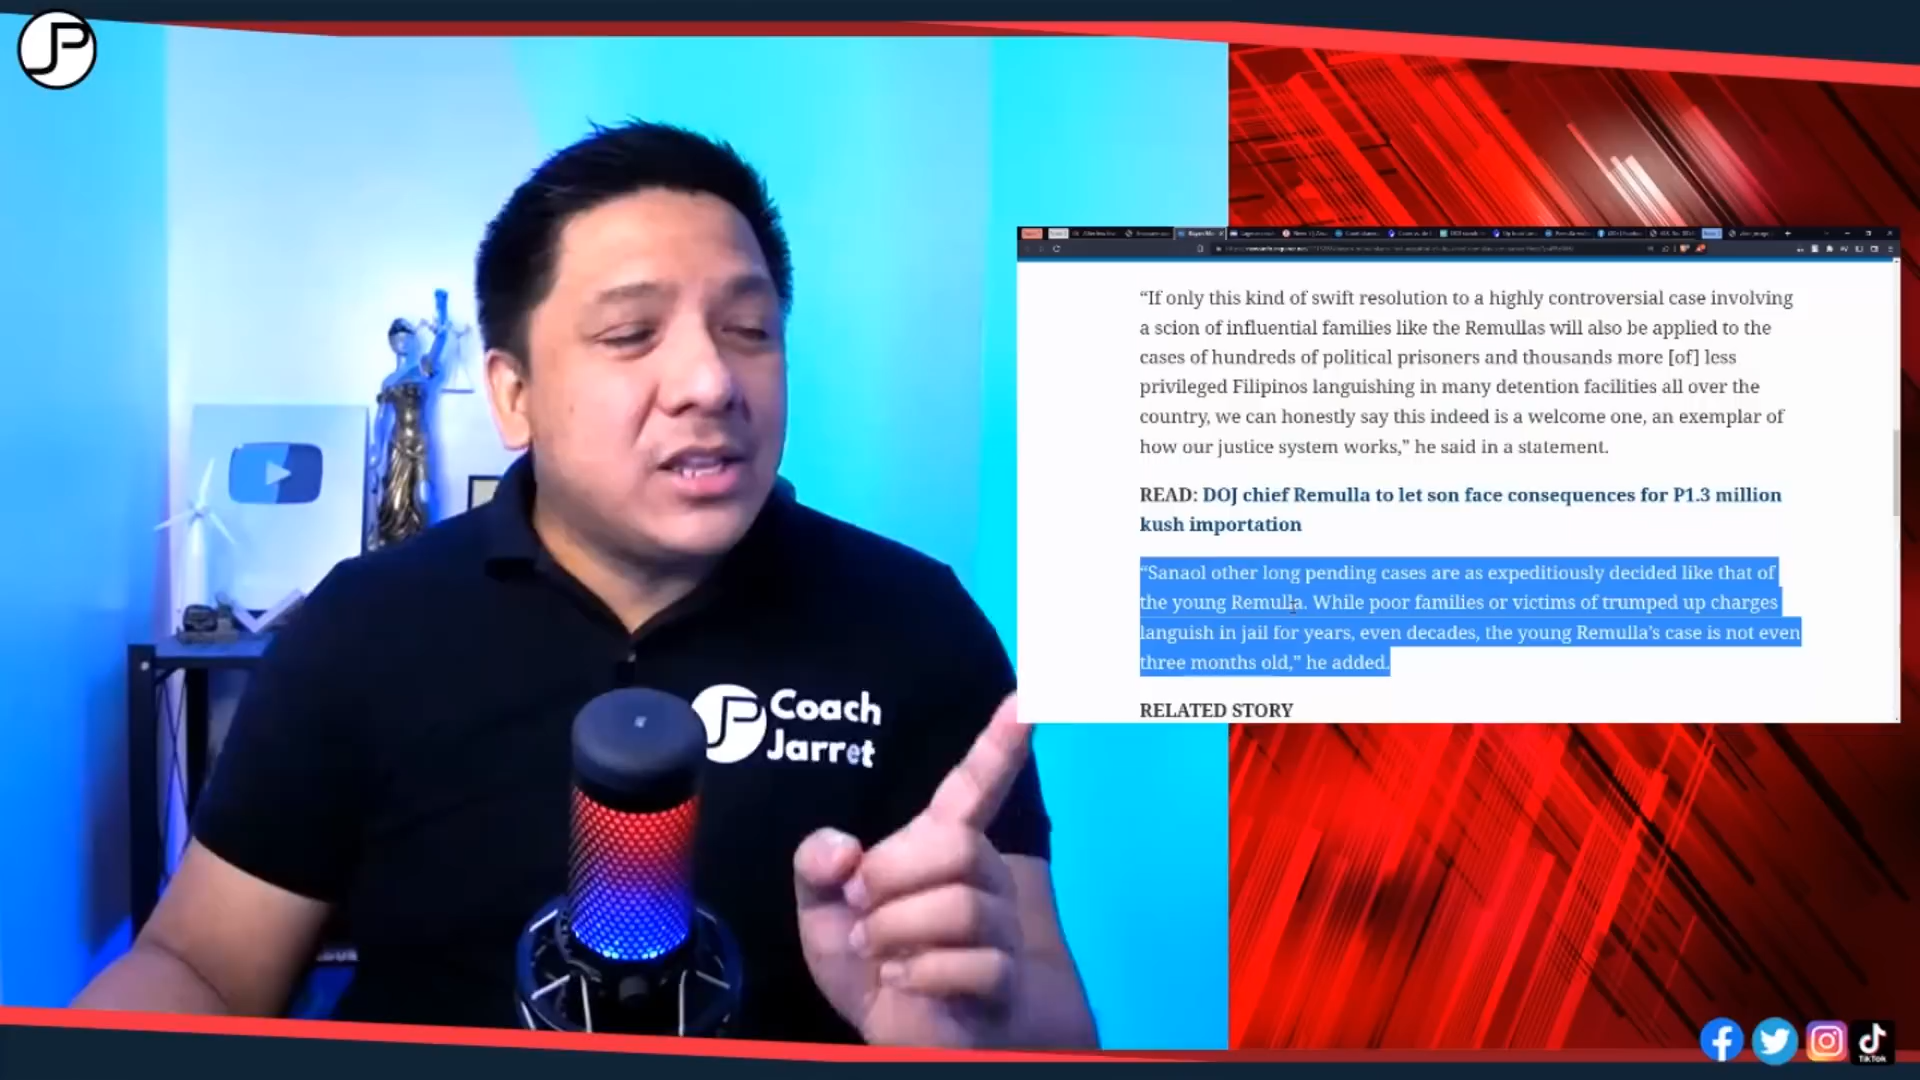 JP
“If only this kind of swift resolution to a highly controversial case involving
a scion of influential families like the Remullas will also be applied to the
cases of hundreds of political prisoners and thousands more [of] less
privileged Filipinos languishing in many detention facilities all over the
country, we can honestly say this indeed is a welcome one, an exemplar of
how our justice system works,” he said in a statement.
READ: DOJ chief Remulla to let son face consequences for P1.3 million
kush importation
“Sanaol other long pending cases are as expeditiously decided like that of
the young Remulla. While poor families or victims of trumped up charges
languish in jail for years, even decades, the young Remulla’s case is not even
three months old,” he added.
RELATED STORY
JP Coach
Jarret
TikTok